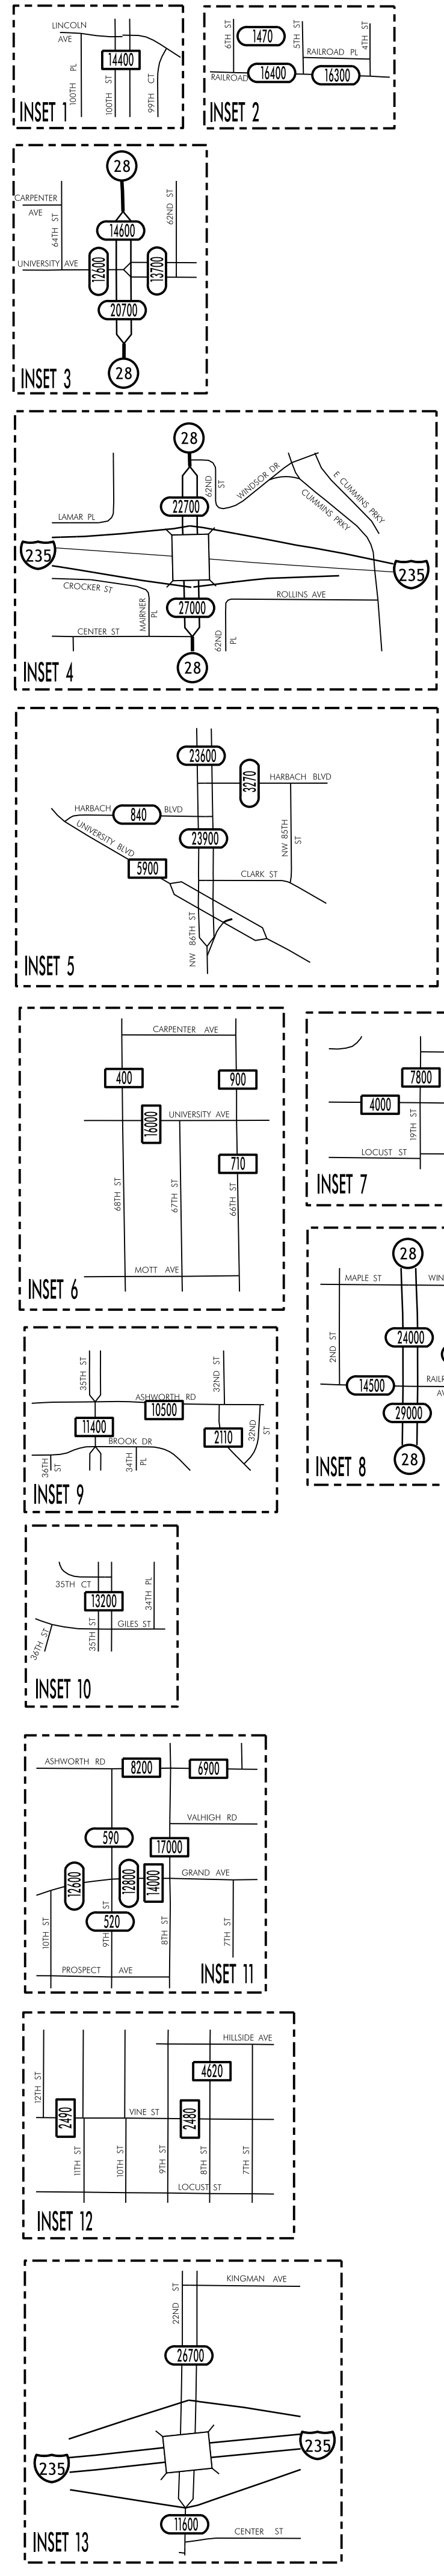 LINCOLN
AVE
14400
100TH PL
100TH ST
99TH CT
INSET 1
6TH ST
1470
5TH ST
4TH ST
RAILROAD PL
RAILROAD
16400
16300
INSET 2
28
CARPENTER
AVE
64TH ST
62ND ST
14600
UNIVERSITY AVE
12600
13700
20700
28
INSET 3
28
62ND
ST
WINDSOR DR
E CUMMINS PRKY
CUMMINS PRKY
22700
LAMAR PL
235
235
CROCKER ST
27000
ROLLINS AVE
MAIRNER
PL
CENTER ST
62ND
PL
28
INSET 4
23600
3270
HARBACH BLVD
HARBACH
840
BLVD
UNIVERSITY BLVD
23900
NW 85TH
ST
5900
CLARK ST
NW 86TH ST
INSET 5
CARPENTER AVE
400
900
16000
UNIVERSITY AVE
710
68TH ST
67TH ST
66TH ST
MOTT AVE
INSET 6
7800
4000
19TH ST
LOCUST ST
INSET 7
28
MAPLE ST
WIN
2ND ST
24000
14500
RAILR
AV
29000
28
INSET 8
35TH ST
32ND ST
ASHWORTH RD
10500
11400
2110
32ND
ST
BROOK DR
36TH
ST
34TH
PL
INSET 9
35TH CT
34TH PL
13200
GILES ST
36TH ST
35TH ST
INSET 10
ASHWORTH RD
8200
6900
VALHIGH RD
590
17000
12600
12800
14000
GRAND AVE
520
10TH ST
9TH ST
8TH ST
7TH ST
PROSPECT AVE
INSET 11
HILLSIDE AVE
12TH ST
4620
2490
VINE ST
2480
11TH ST
10TH ST
9TH ST
8TH ST
7TH ST
LOCUST ST
INSET 12
KINGMAN AVE
22ND ST
26700
235
235
11600
CENTER ST
INSET 13